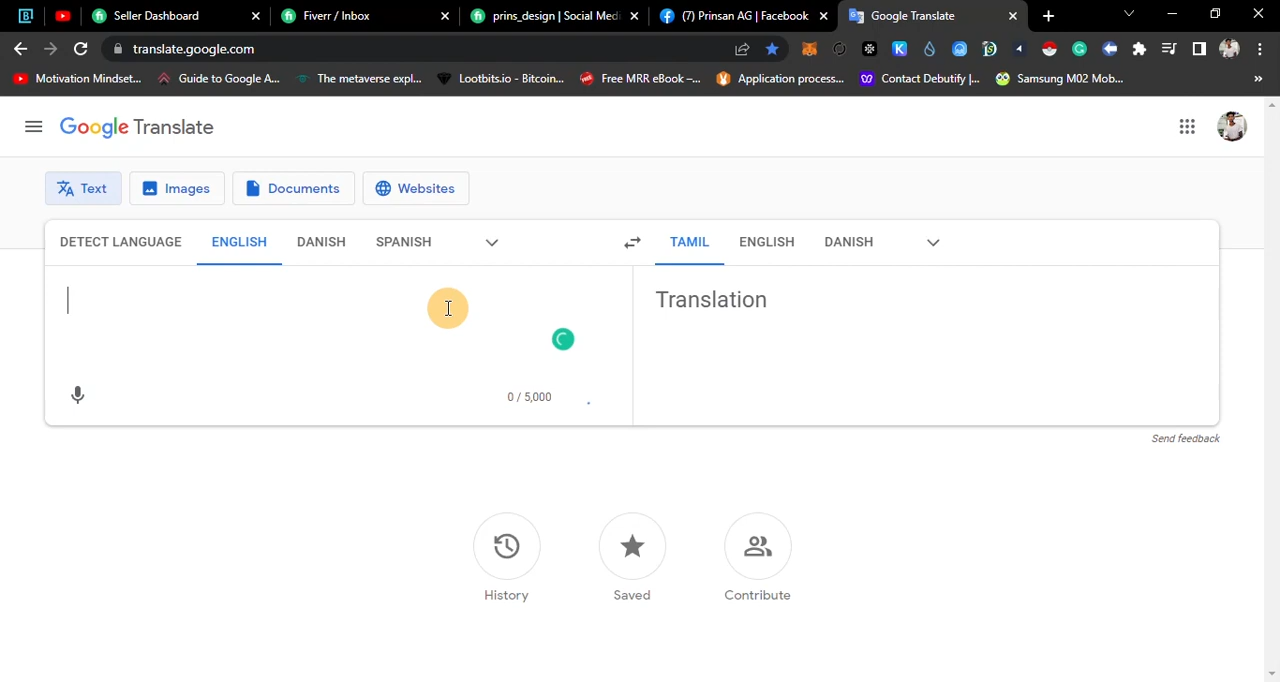 Seller Dashboard
Fiverr / Inbox
prins_design | Social Medi
(7) Prinsan AG | Facebook
Google Translate
translate.google.com
Motivation Mindset...
Guide to Google A...
The metaverse expl...
Lootbits.io - Bitcoin...
Free MRR eBook –...
Application process...
Contact Debutify |...
Samsung M02 Mob...
»
Google Translate
Text
Images
Documents
Websites
DETECT LANGUAGE
ENGLISH
DANISH
SPANISH
TAMIL
ENGLISH
DANISH
Translation
0 / 5,000
Send feedback
History
Saved
Contribute